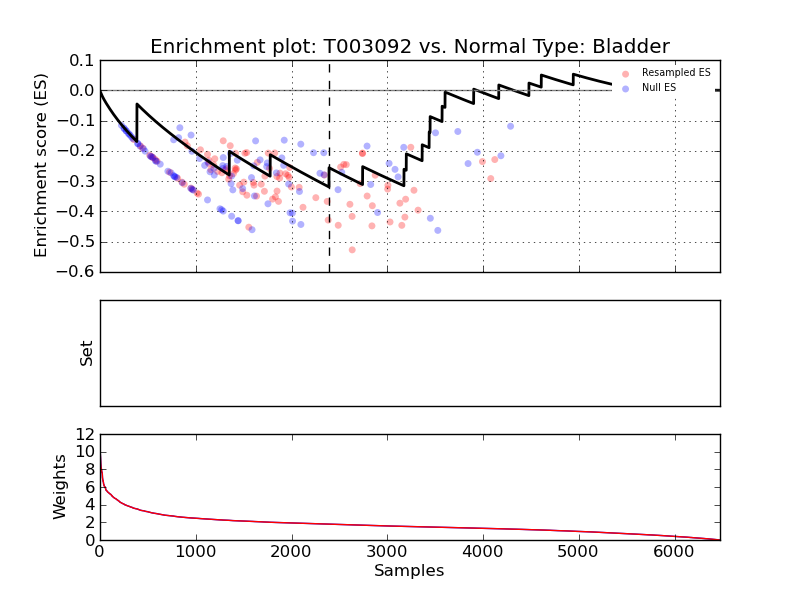 Enrichment plot: T003092 vs. Normal Type: Bladder
Enrichment score (ES)
0.1
0.0
−0.1
−0.2
−0.3
−0.4
−0.5
−0.6
Resampled ES
Null ES
Set
Weights
12
10
8
6
4
2
0
0 1000 2000 3000 4000 5000 6000
Samples